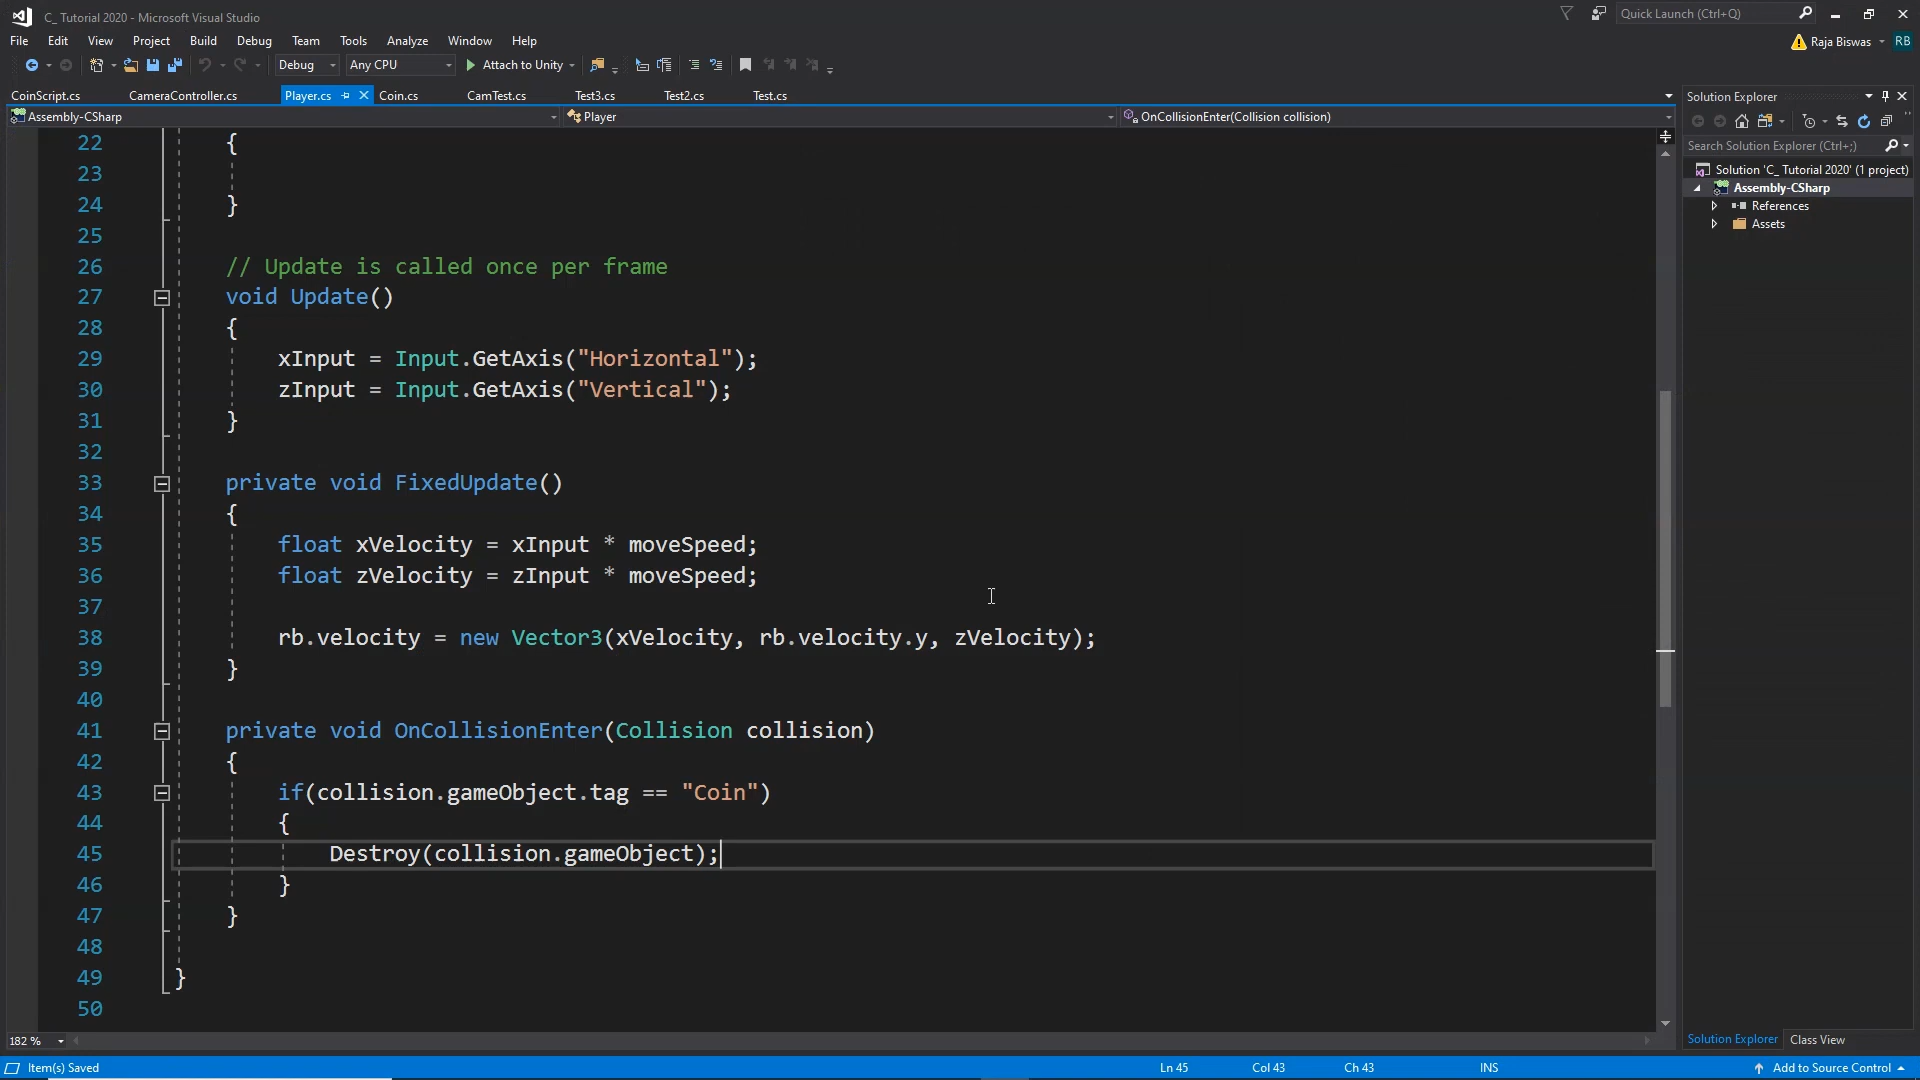 C_ Tutorial 2020 - Microsoft Visual Studio
Quick Launch (Ctrl+Q)
File Edit View Project Build Debug Team Tools Analyze Window Help
Raja Biswas RB
Debug Any CPU Attach to Unity
CoinScript.cs CameraController.cs Player.cs Coin.cs CamTest.cs Test3.cs Test2.cs Test.cs
Solution Explorer
Assembly-CSharp Player OnCollisionEnter(Collision collision)
Search Solution Explorer (Ctrl+;)
Solution 'C_ Tutorial 2020' (1 project)
Assembly-CSharp
References
Assets
22 {
23
24 }
25
26 // Update is called once per frame
27 void Update()
28 {
29 xInput = Input.GetAxis("Horizontal");
30 zInput = Input.GetAxis("Vertical");
31 }
32
33 private void FixedUpdate()
34 {
35 float xVelocity = xInput * moveSpeed;
36 float zVelocity = zInput * moveSpeed;
37
38 rb.velocity = new Vector3(xVelocity, rb.velocity.y, zVelocity);
39 }
40
41 private void OnCollisionEnter(Collision collision)
42 {
43 if(collision.gameObject.tag == "Coin")
44 {
45 Destroy(collision.gameObject);
46 }
47 }
48
49 }
50
182 %
Solution Explorer Class View
Item(s) Saved Ln 45 Col 43 Ch 43 INS Add to Source Control